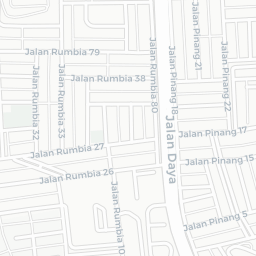 Jalan Rumbia 79
Jalan Rumbia 38
Jalan Rumbia 80
Jalan Pinang 21
Jalan Pinang 18
Jalan Pinang 22
Jalan Rumbia 32
Jalan Rumbia 33
Jalan Daya
Jalan Pinang 17
Jalan Rumbia 27
Jalan Pinang 15
Jalan Rumbia 26
Jalan Rumbia 10
Jalan Pinang 5